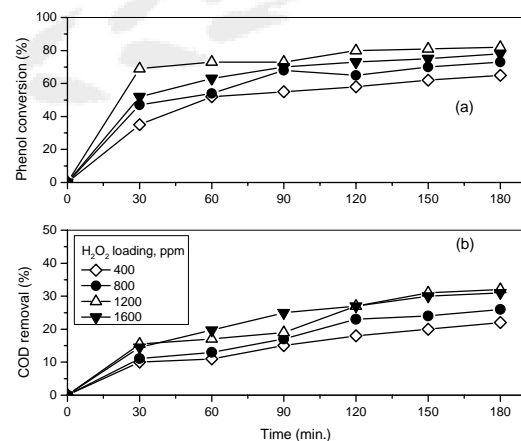 100
80
60
40
20
0
Phenol conversion (%)
(a)
0 30 60 90 120 150 180
50
40
30
20
10
0
COD removal (%)
(b)
H₂O₂ loading, ppm
400
800
1200
1600
0 30 60 90 120 150 180
Time (min.)